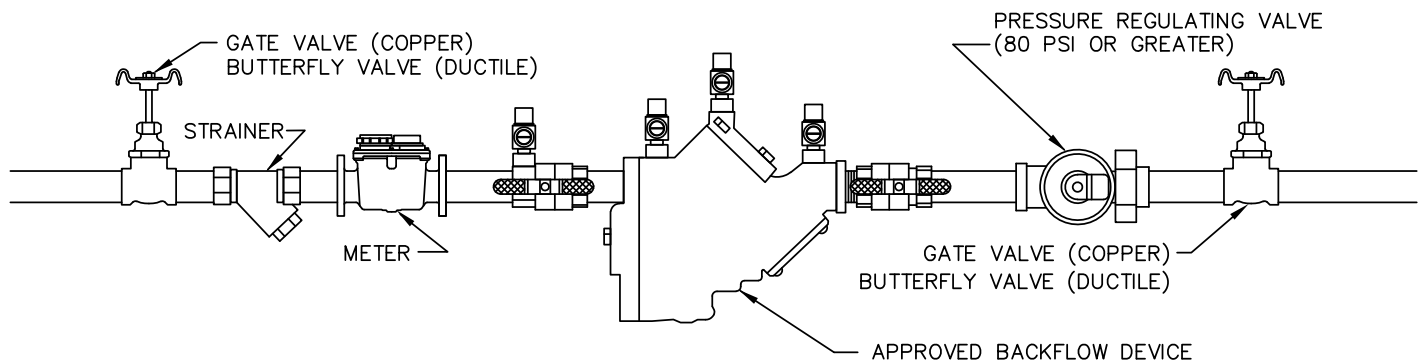 GATE VALVE (COPPER)
BUTTERFLY VALVE (DUCTILE)
PRESSURE REGULATING VALVE
(80 PSI OR GREATER)
STRAINER
METER
GATE VALVE (COPPER)
BUTTERFLY VALVE (DUCTILE)
APPROVED BACKFLOW DEVICE